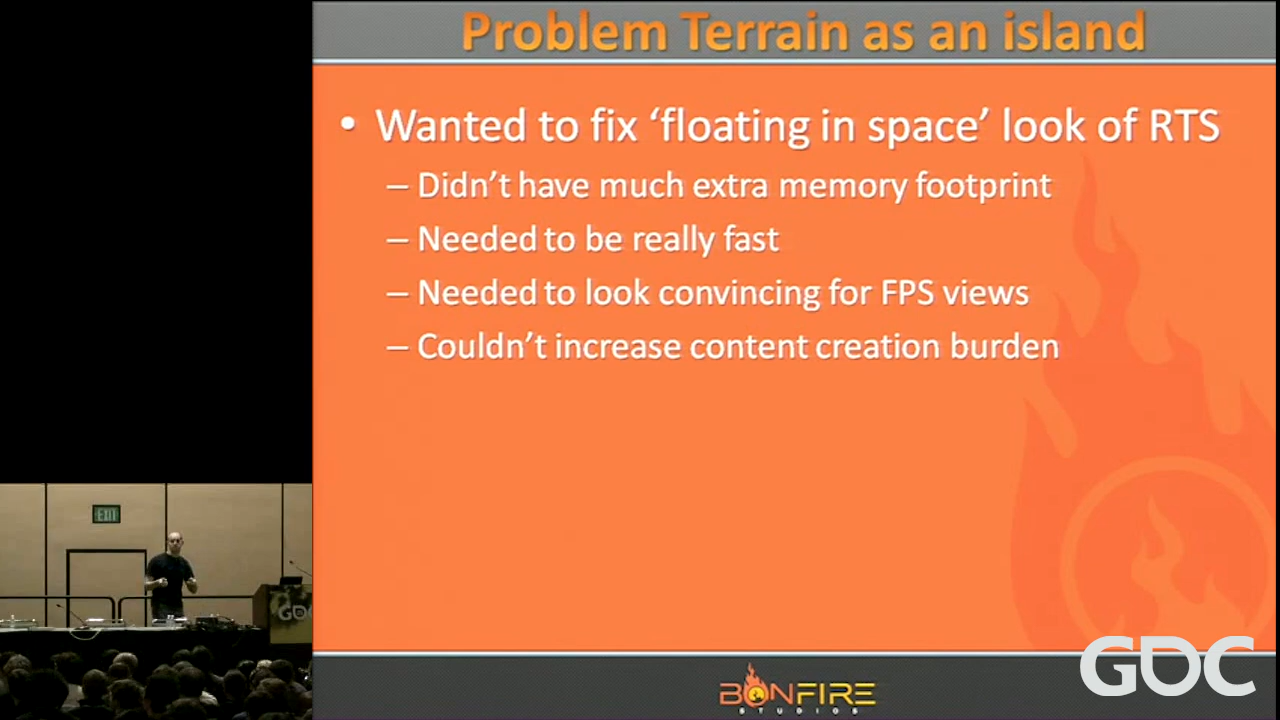 Problem Terrain as an island
• Wanted to fix ‘floating in space’ look of RTS
– Didn’t have much extra memory footprint
– Needed to be really fast
– Needed to look convincing for FPS views
– Couldn’t increase content creation burden
EXIT
GDC
BONFIRE
STUDIOS
GDC